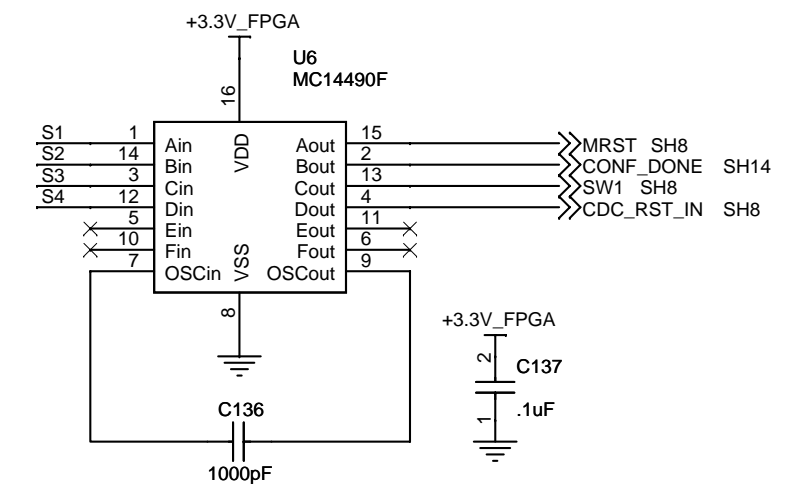 +3.3V_FPGA
U6
MC14490F
16
S1 1 Ain VDD Aout 15 MRST SH8
S2 14 Bin Bout 2 CONF_DONE SH14
S3 3 Cin Cout 13 SW1 SH8
S4 12 Din Dout 4 CDC_RST_IN SH8
5 Ein Eout 11
10 Fin VSS Fout 6
7 OSCin OSCout 9
8
+3.3V_FPGA
2
C137
.1uF
1
C136
1000pF